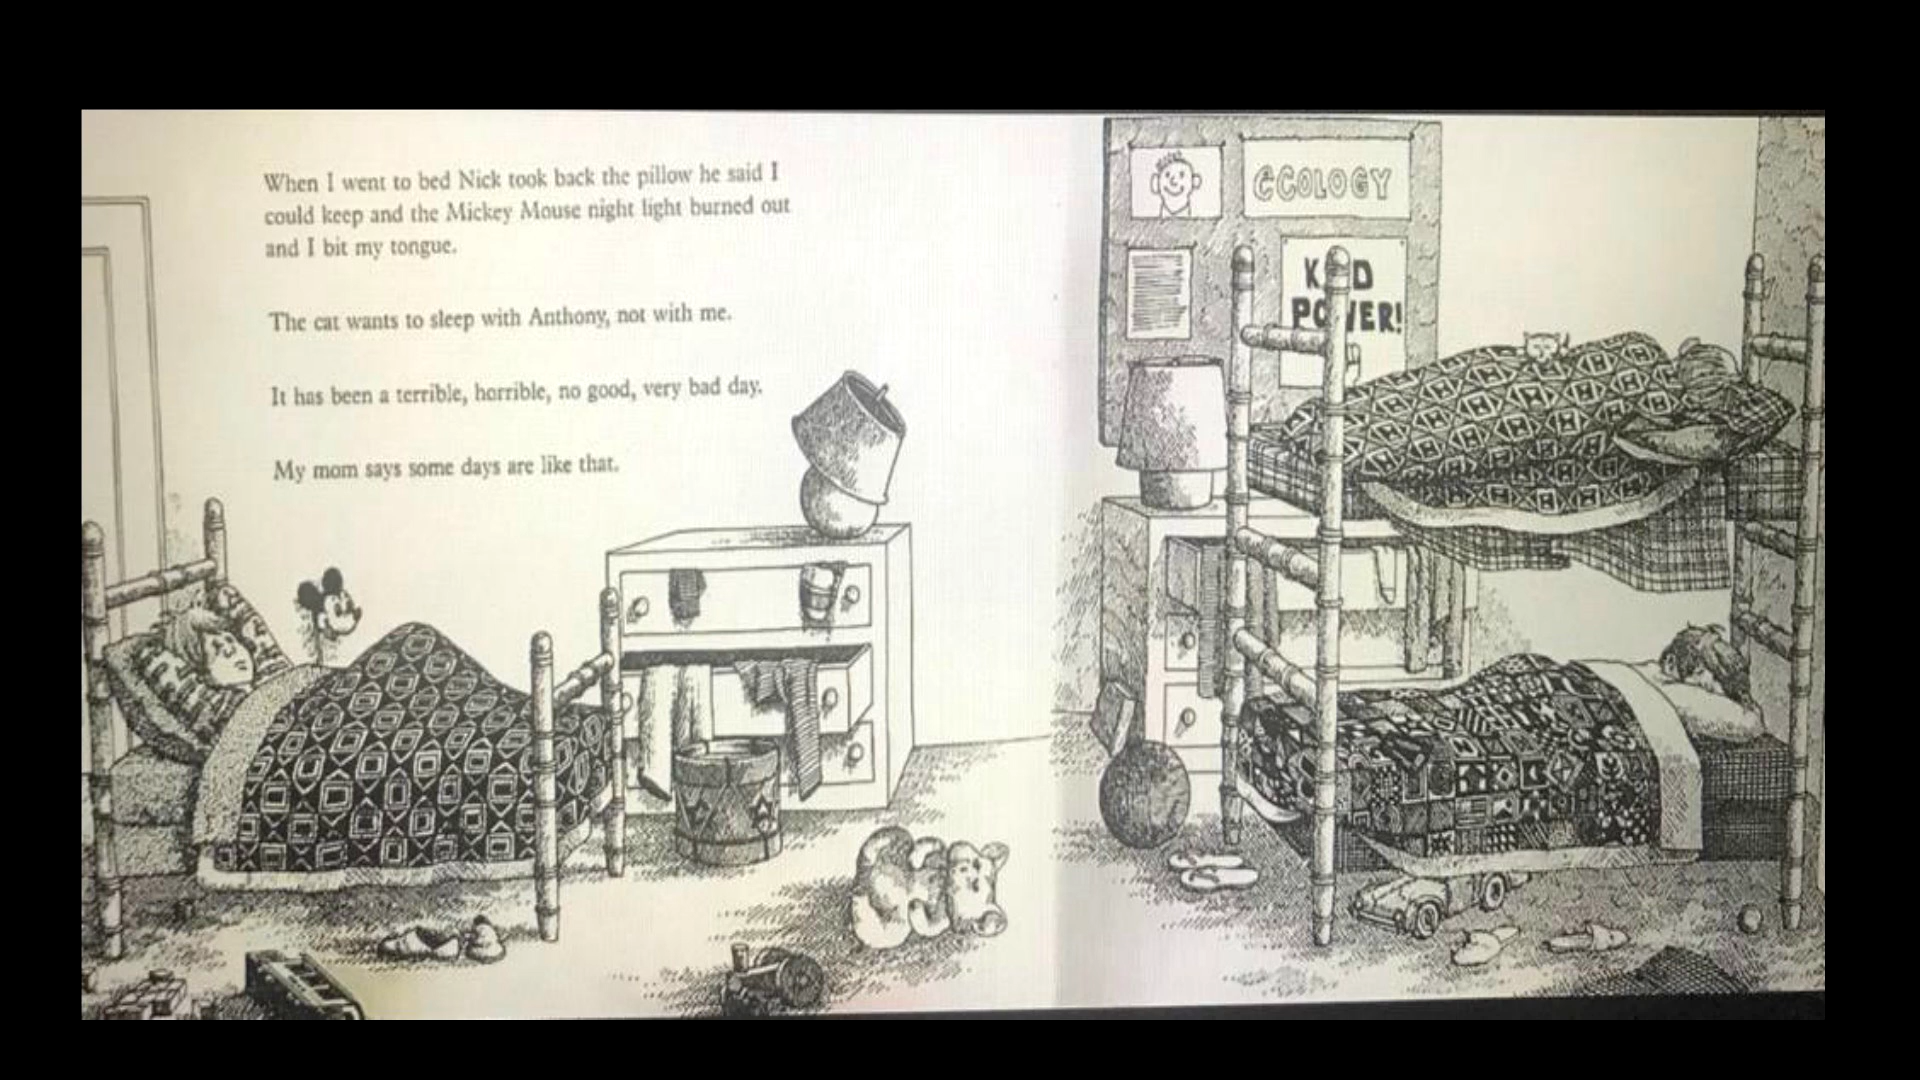 When I went to bed Nick took back the pillow he said I
could keep and the Mickey Mouse night light burned out
and I bit my tongue.
The cat wants to sleep with Anthony, not with me.
It has been a terrible, horrible, no good, very bad day.
My mom says some days are like that.
ECOLOGY
KID
POWER!